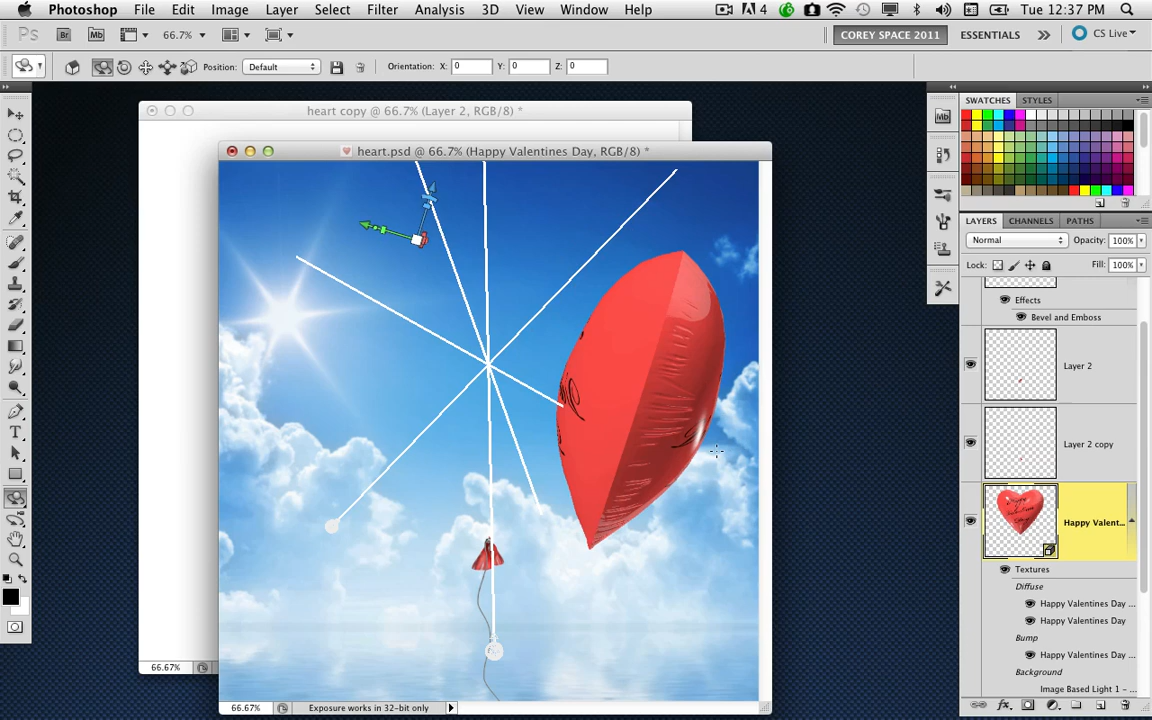 Photoshop File Edit Image Layer Select Filter Analysis 3D View Window Help 4 Tue 12:37 PM
Ps Br Mb 66.7% COREY SPACE 2011 ESSENTIALS CS Live
Position: Default Orientation: X: 0 Y: 0 Z: 0
heart copy @ 66.7% (Layer 2, RGB/8) *
heart.psd @ 66.7% (Happy Valentines Day, RGB/8) *
66.67%
66.67% Exposure works in 32-bit only
Mb
SWATCHES STYLES
LAYERS CHANNELS PATHS
Normal Opacity: 100%
Lock: Fill: 100%
Effects
Bevel and Emboss
Layer 2
Layer 2 copy
Happy Valent...
Textures
Diffuse
Happy Valentines Day ...
Happy Valentines Day
Bump
Happy Valentines Day ...
Background
Image Based Light 1 - ...